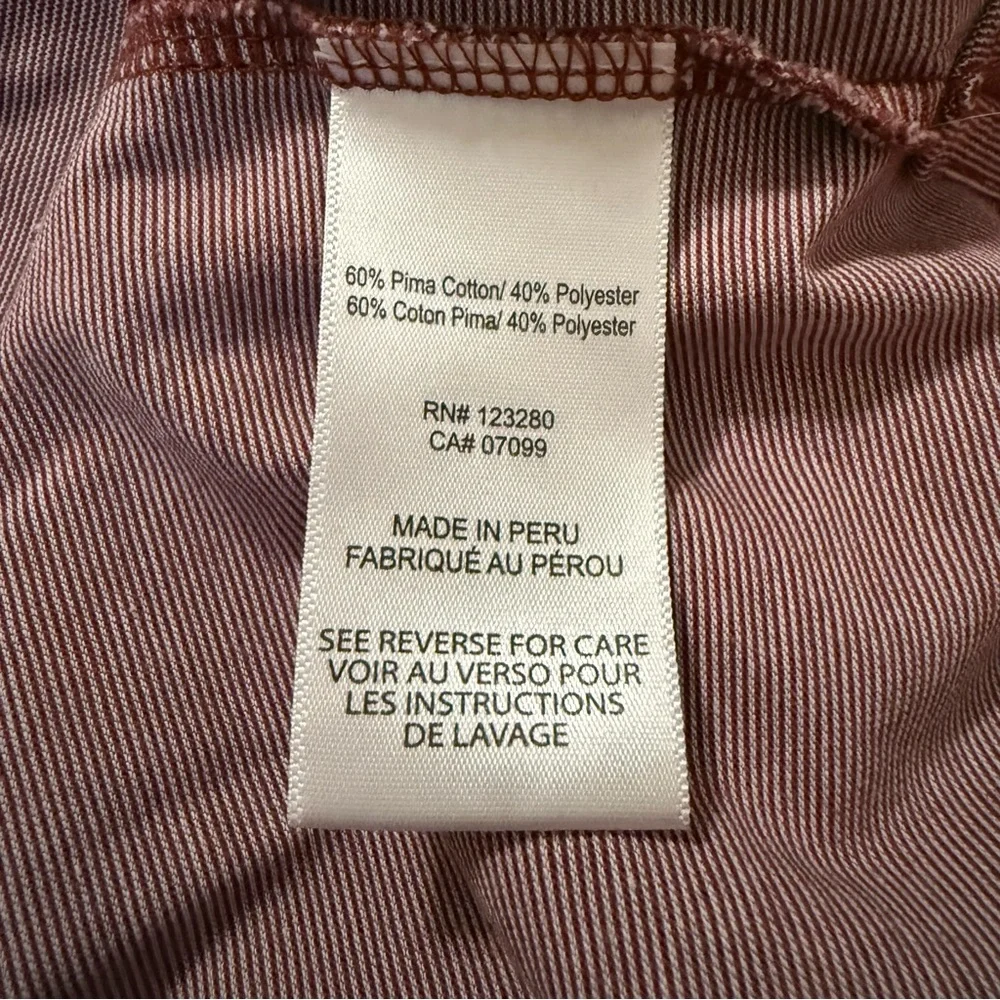 60% Pima Cotton/ 40% Polyester
60% Coton Pima/ 40% Polyester
RN# 123280
CA# 07099
MADE IN PERU
FABRIQUÉ AU PÉROU
SEE REVERSE FOR CARE
VOIR AU VERSO POUR
LES INSTRUCTIONS
DE LAVAGE